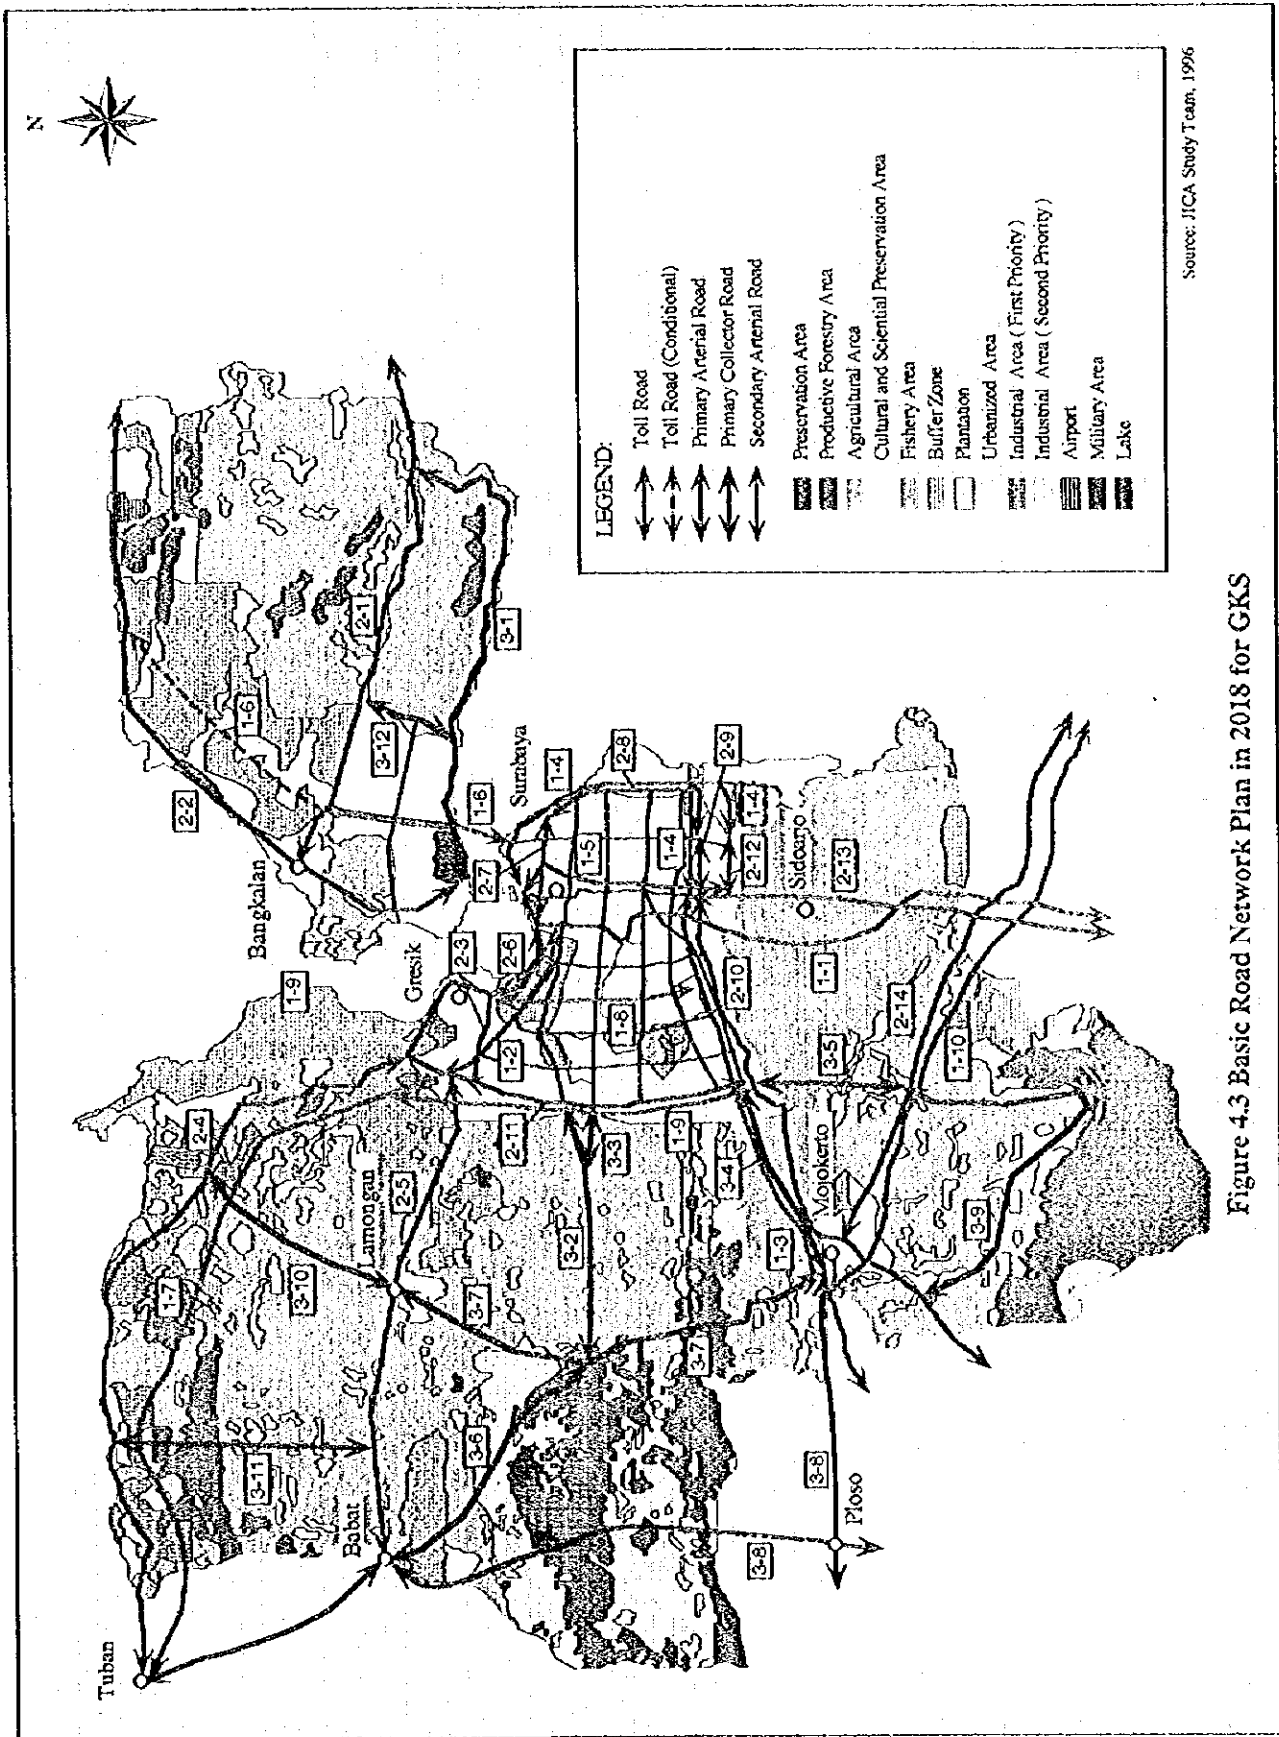 N
Tuban
Babat
Lamongan
Gresik
Bangkalan
Surabaya
Sidoarjo
Mojokerto
Ploso
2-2
1-6
2-1
3-12
3-1
1-6
1-9
2-3
2-6
2-7
1-4
2-8
2-9
1-5
1-4
1-4
2-12
2-13
2-4
1-7
3-10
2-5
3-11
3-7
3-6
1-2
1-8
2-11
3-2
3-3
1-9
3-4
2-10
1-1
3-5
2-14
1-10
3-9
1-3
3-7
3-8
3-8
LEGEND:
Toll Road
Toll Road (Conditional)
Primary Arterial Road
Primary Collector Road
Secondary Arterial Road
Preservation Area
Productive Forestry Area
Agricultural Area
Cultural and Sciential Preservation Area
Fishery Area
Buffer Zone
Plantation
Urbanized Area
Industrial Area ( First Priority )
Industrial Area ( Second Priority )
Airport
Military Area
Lake
Source: JICA Study Team, 1996
Figure 4.3 Basic Road Network Plan in 2018 for GKS